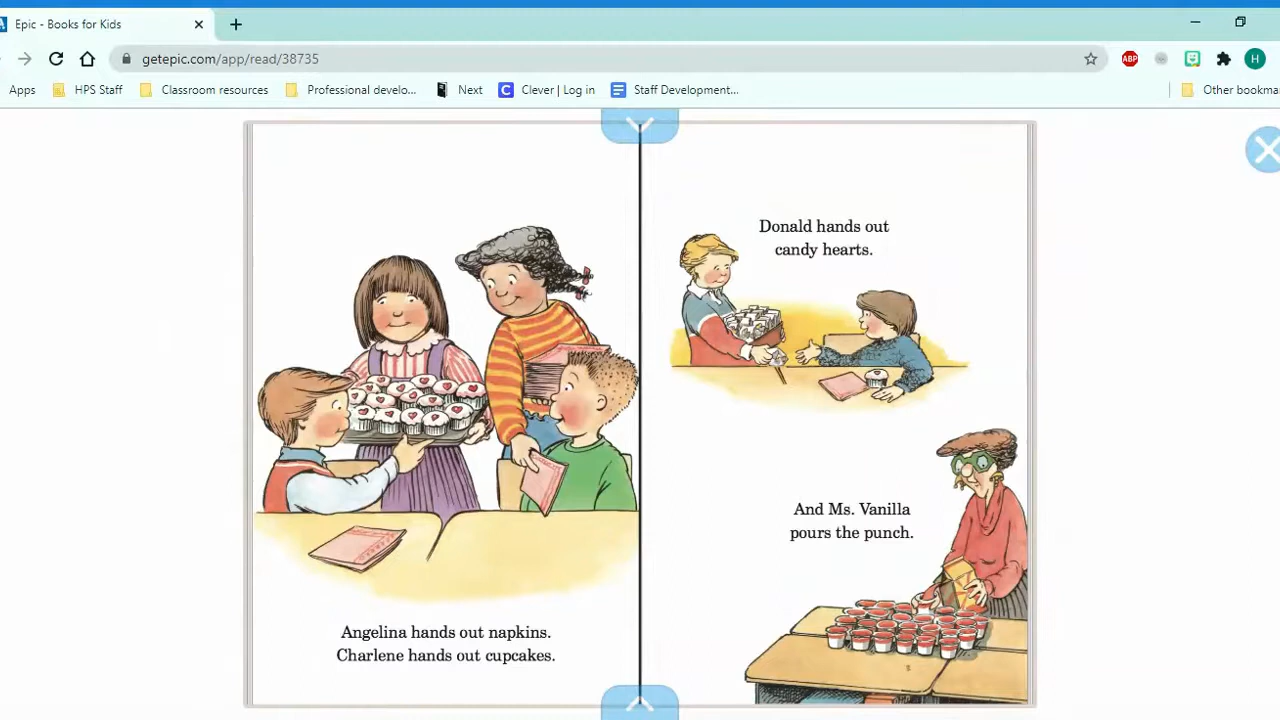 Epic - Books for Kids
getepic.com/app/read/38735
ABP
H
Apps
HPS Staff
Classroom resources
Professional develo...
Next
Clever | Log in
Staff Development...
Other bookma
Donald hands out
candy hearts.
And Ms. Vanilla
pours the punch.
Angelina hands out napkins.
Charlene hands out cupcakes.